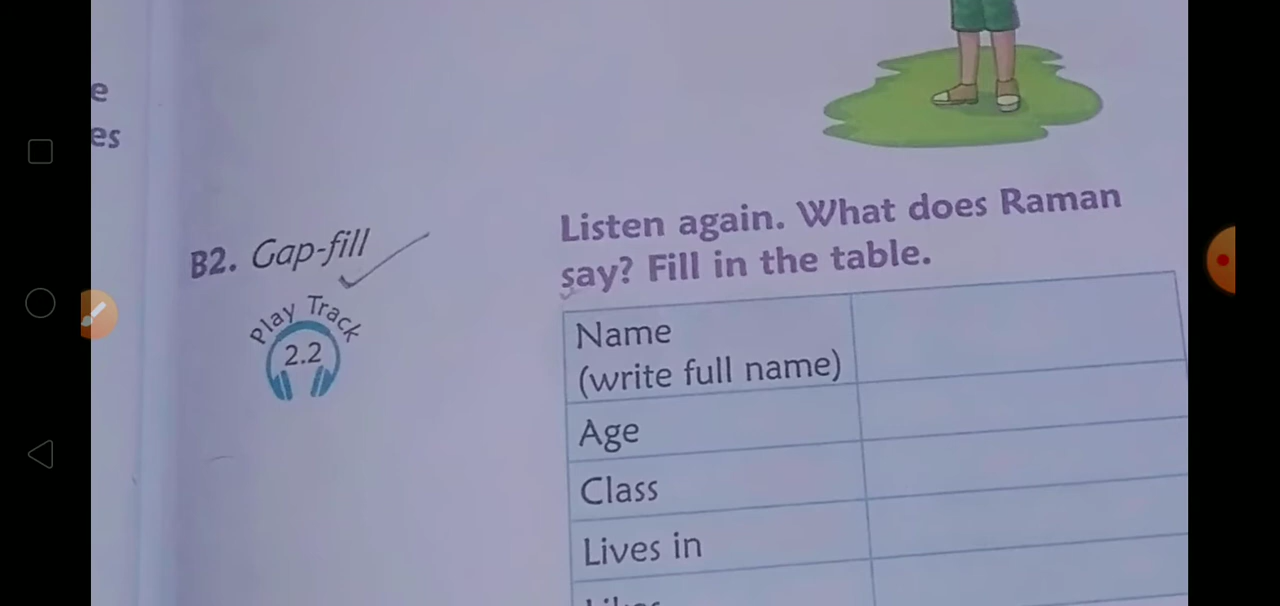 e
es
B2. Gap-fill
Play Track
2.2
Listen again. What does Raman
say? Fill in the table.
Name
(write full name)
Age
Class
Lives in